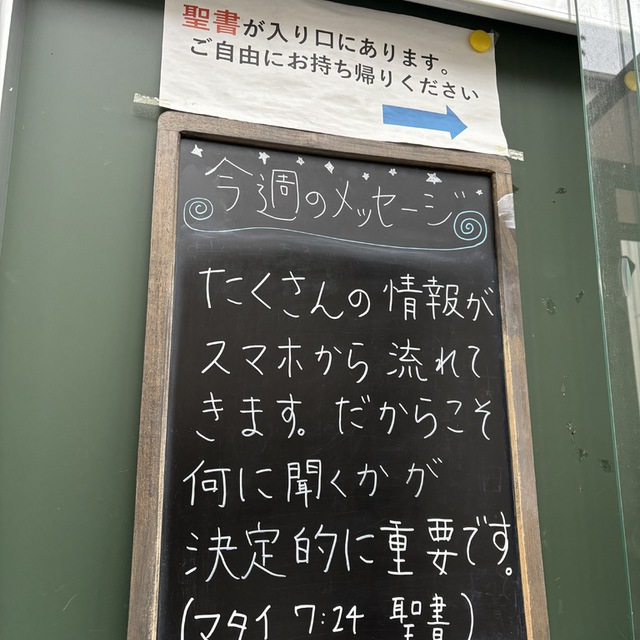 聖書が入り口にあります。
ご自由にお持ち帰りください
今週のメッセージ
たくさんの情報が
スマホから流れて
きます。だからこそ
何に聞くかが
決定的に重要です。
(マタイ 7:24 聖書)